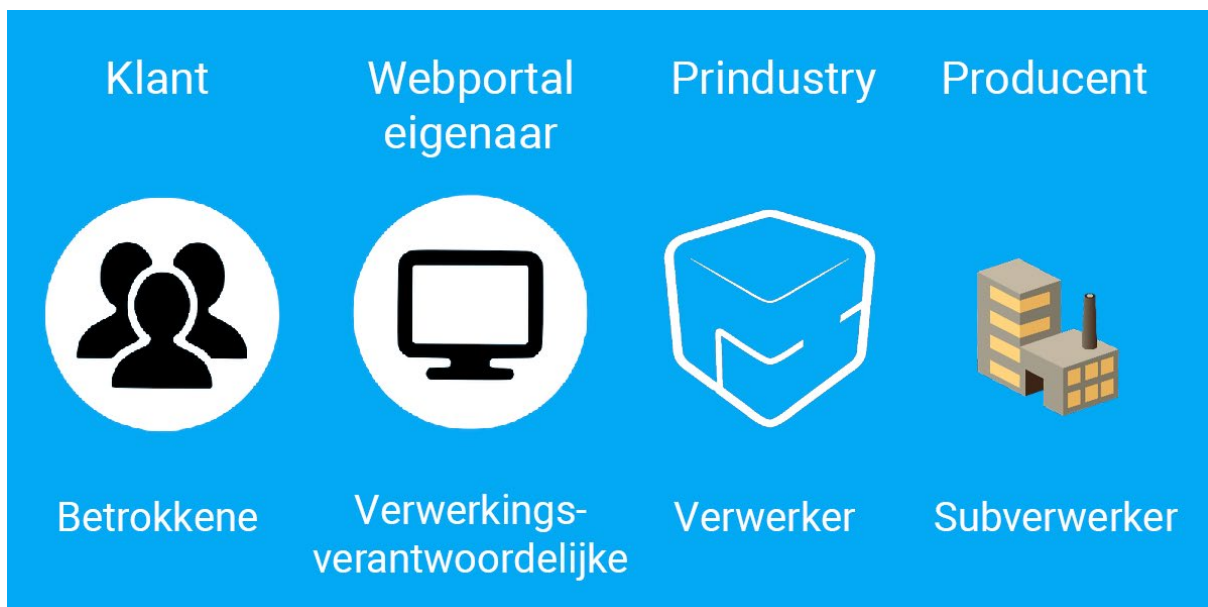 Klant
Webportal
eigenaar
Prindustry
Producent
Betrokkene
Verwerkings-
verantwoordelijke
Verwerker
Subverwerker